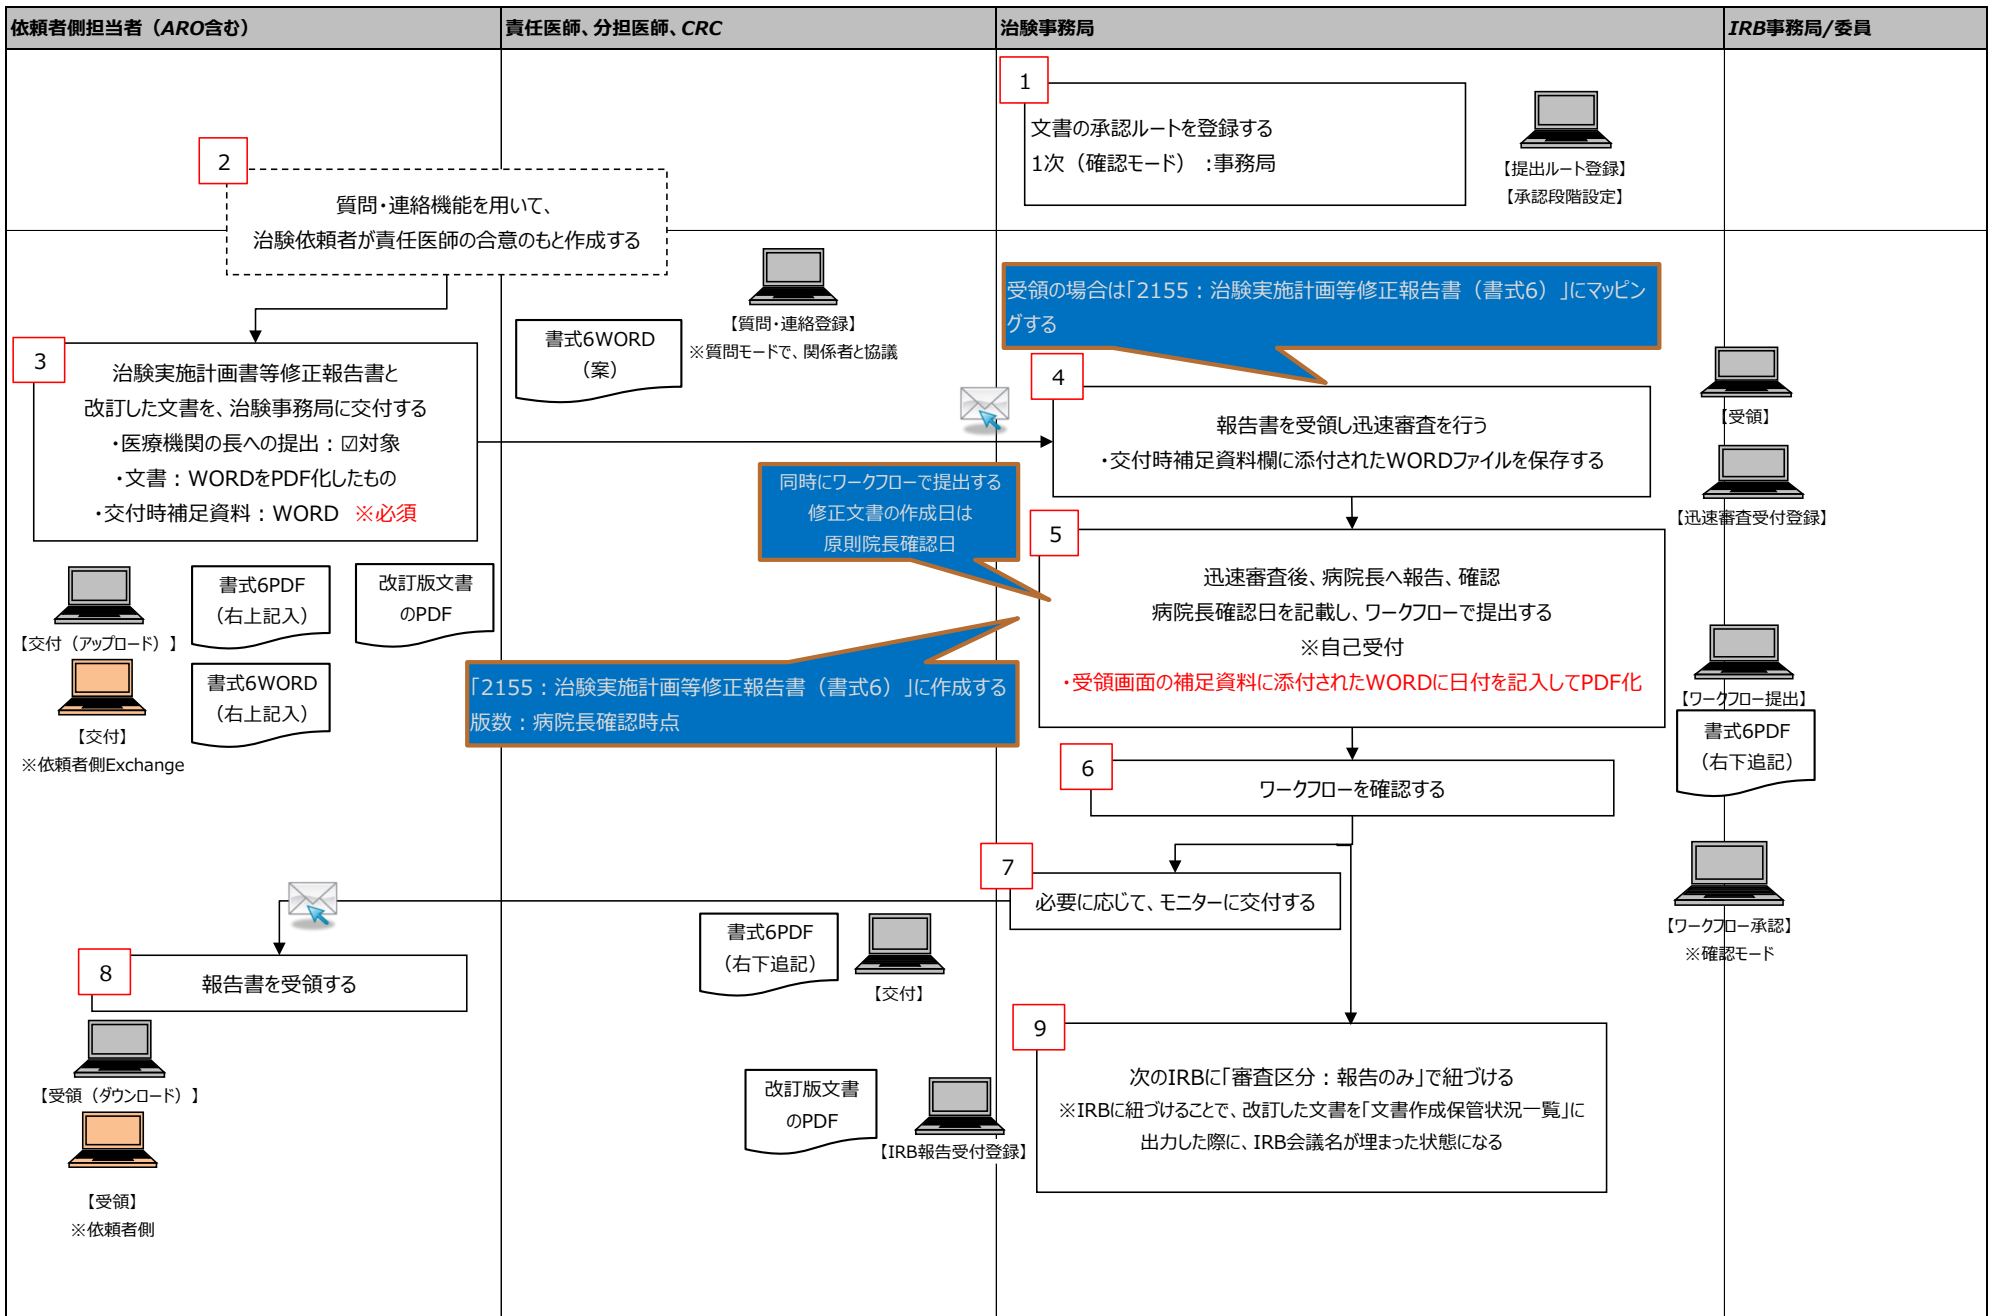 依頼者側担当者（ARO含む）
責任医師、分担医師、CRC
治験事務局
IRB事務局/委員
1
文書の承認ルートを登録する
1次（確認モード）：事務局
【提出ルート登録】
【承認段階設定】
2
質問・連絡機能を用いて、
治験依頼者が責任医師の合意のもと作成する
【質問・連絡登録】
※質問モードで、関係者と協議
書式6WORD
（案）
受領の場合は「2155：治験実施計画等修正報告書（書式6）」にマッピン
グする
3
治験実施計画書等修正報告書と
改訂した文書を、治験事務局に交付する
・医療機関の長への提出：☑対象
・文書：WORDをPDF化したもの
・交付時補足資料：WORD　※必須
4
報告書を受領し迅速審査を行う
・交付時補足資料欄に添付されたWORDファイルを保存する
【受領】
【迅速審査受付登録】
同時にワークフローで提出する
修正文書の作成日は
原則院長確認日
5
迅速審査後、病院長へ報告、確認
病院長確認日を記載し、ワークフローで提出する
※自己受付
・受領画面の補足資料に添付されたWORDに日付を記入してPDF化
【ワークフロー提出】
書式6PDF
（右下追記）
【交付（アップロード）】
書式6PDF
（右上記入）
改訂版文書
のPDF
【交付】
※依頼者側Exchange
書式6WORD
（右上記入）
「2155：治験実施計画等修正報告書（書式6）」に作成する
版数：病院長確認時点
6
ワークフローを確認する
【ワークフロー承認】
※確認モード
7
必要に応じて、モニターに交付する
書式6PDF
（右下追記）
【交付】
8
報告書を受領する
【受領（ダウンロード）】
【受領】
※依頼者側
9
次のIRBに「審査区分：報告のみ」で紐づける
※IRBに紐づけることで、改訂した文書を「文書作成保管状況一覧」に
出力した際に、IRB会議名が埋まった状態になる
改訂版文書
のPDF
【IRB報告受付登録】